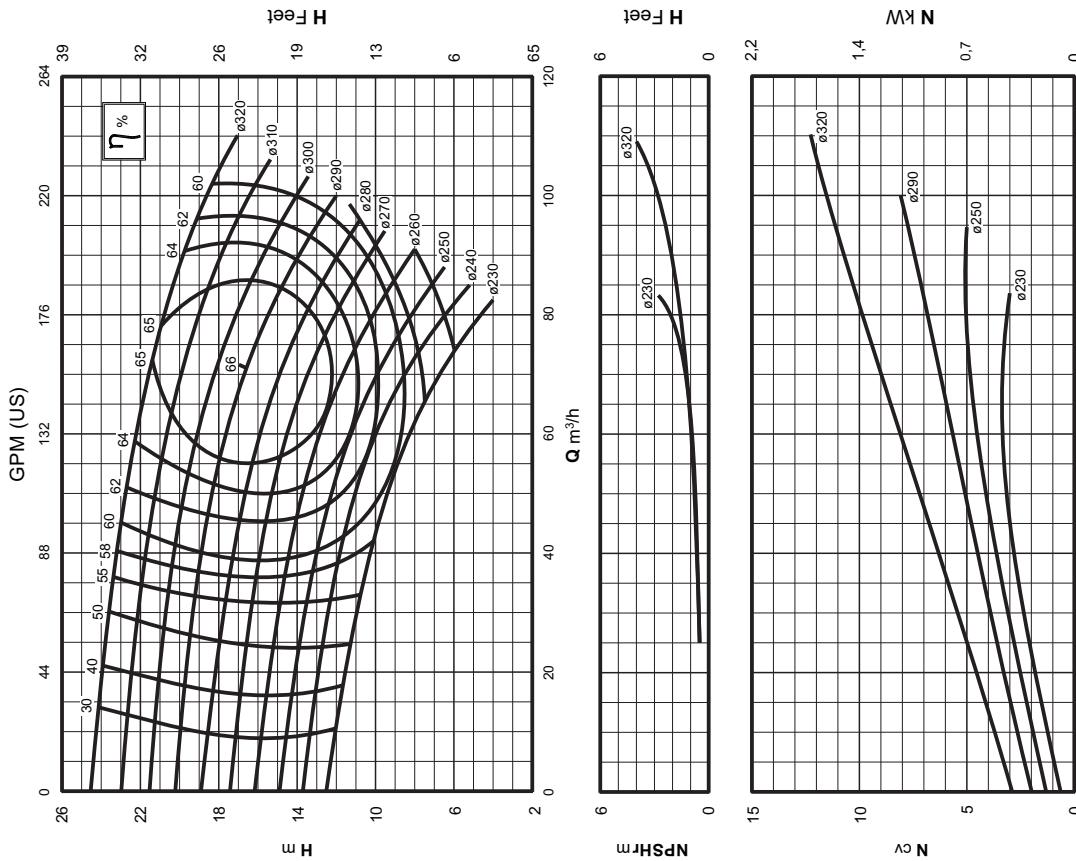 GPM (US)
0 44 88 132 176 220 264
H m
26
22
18
14
10
6
2
H Feet
39
32
26
19
13
6
65
η %
30 40 50 55 58 60 62 64 65 65 64 62 60
66
ø320
ø310
ø300
ø290
ø280
ø270
ø260
ø250
ø240
ø230
0 20 40 60 80 100 120
Q m³/h
NPSHr m
6
0
H Feet
6
0
ø230
ø320
N cv
15
10
5
0
N kW
2,2
1,4
0,7
0
ø320
ø290
ø250
ø230